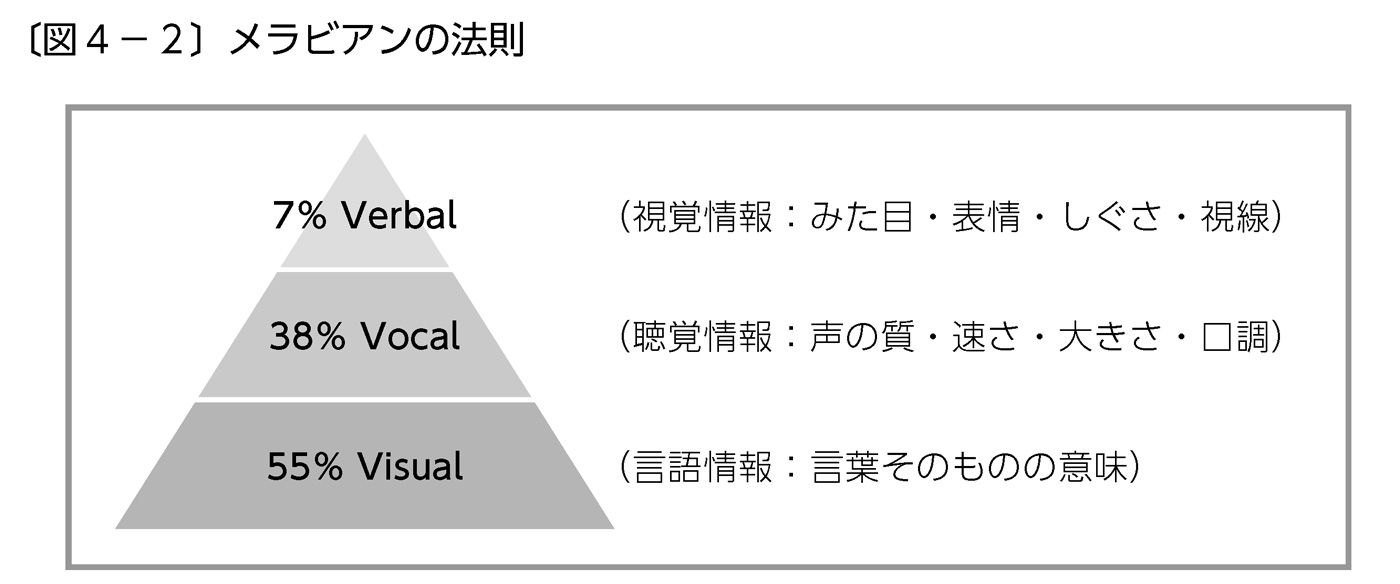 〔図4－2〕メラビアンの法則
7% Verbal （視覚情報：みた目・表情・しぐさ・視線）
38% Vocal （聴覚情報：声の質・速さ・大きさ・口調）
55% Visual （言語情報：言葉そのものの意味）